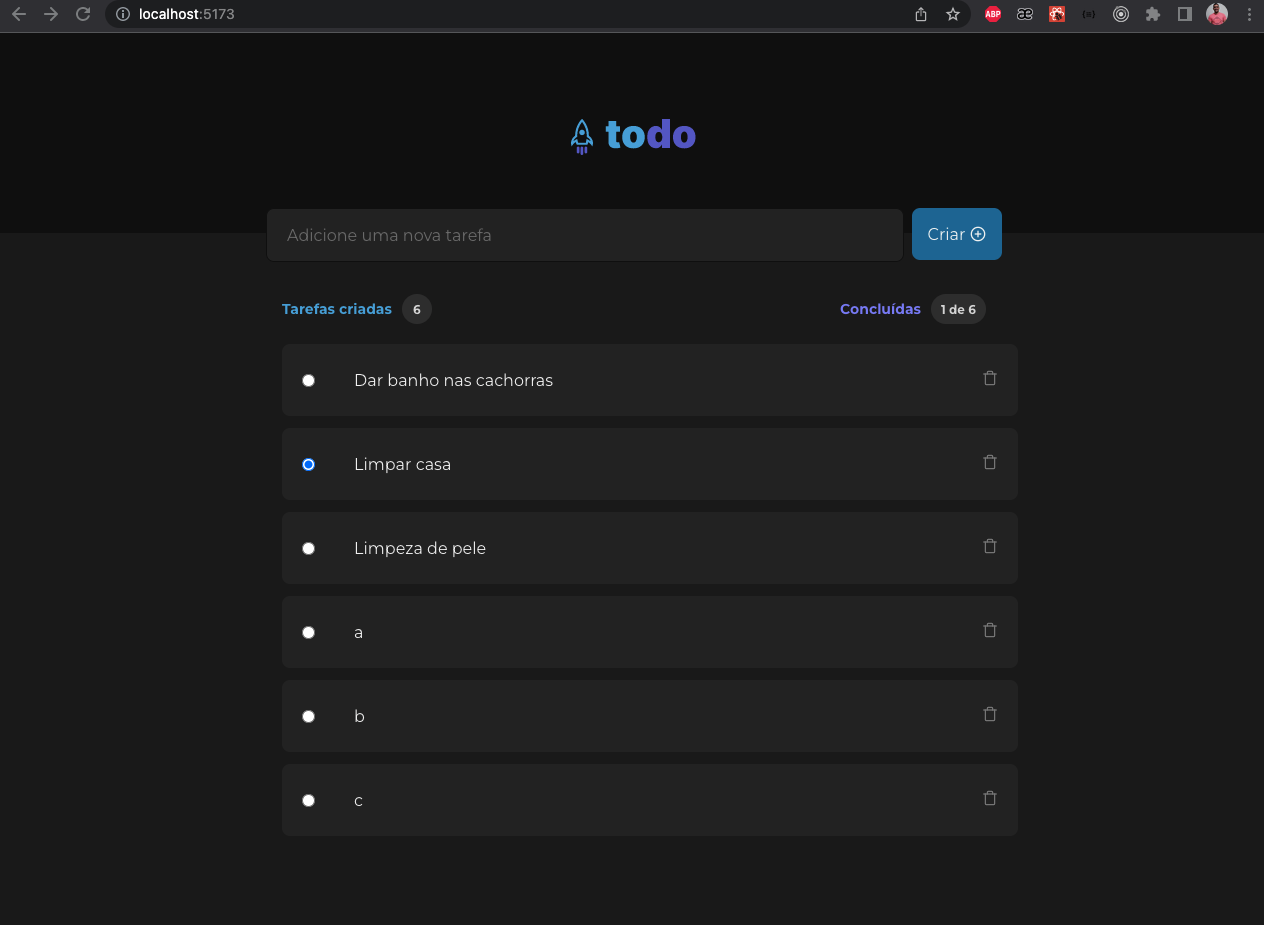 localhost:5173
ABP
todo
Adicione uma nova tarefa
Criar
Tarefas criadas 6
Concluídas 1 de 6
Dar banho nas cachorras
Limpar casa
Limpeza de pele
a
b
c